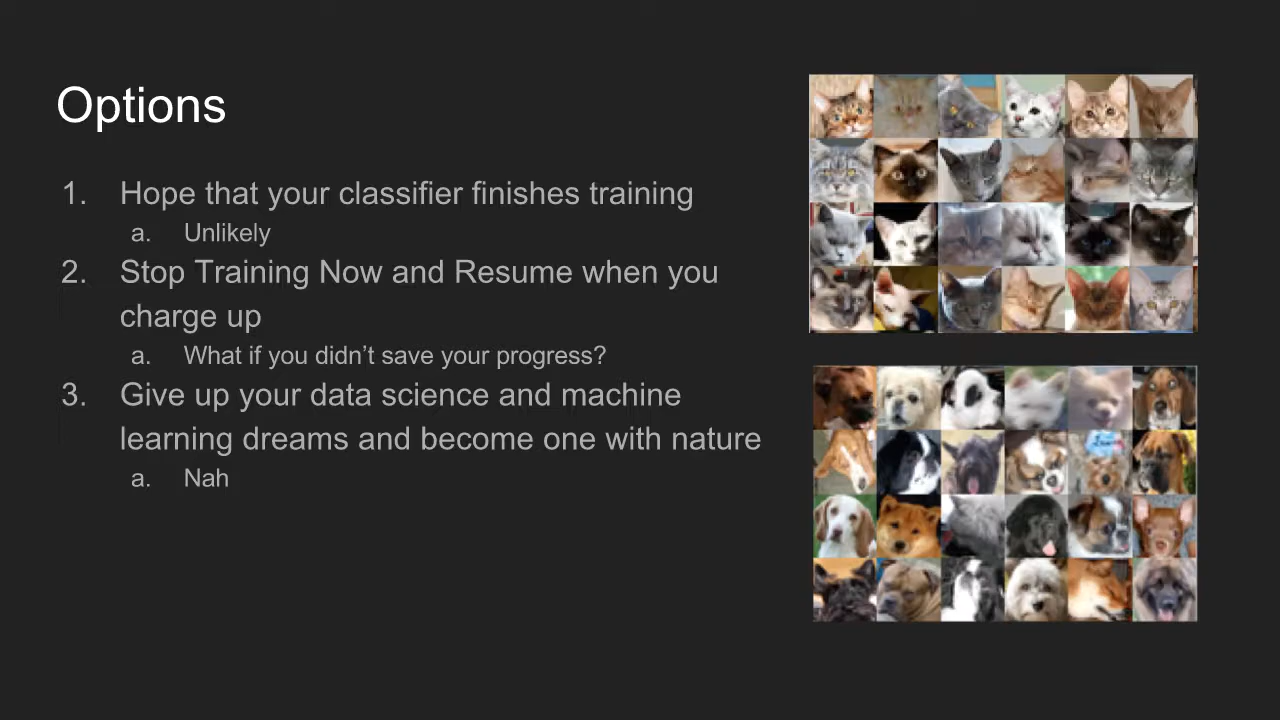 Options
1. Hope that your classifier finishes training
a. Unlikely
2. Stop Training Now and Resume when you
charge up
a. What if you didn’t save your progress?
3. Give up your data science and machine
learning dreams and become one with nature
a. Nah